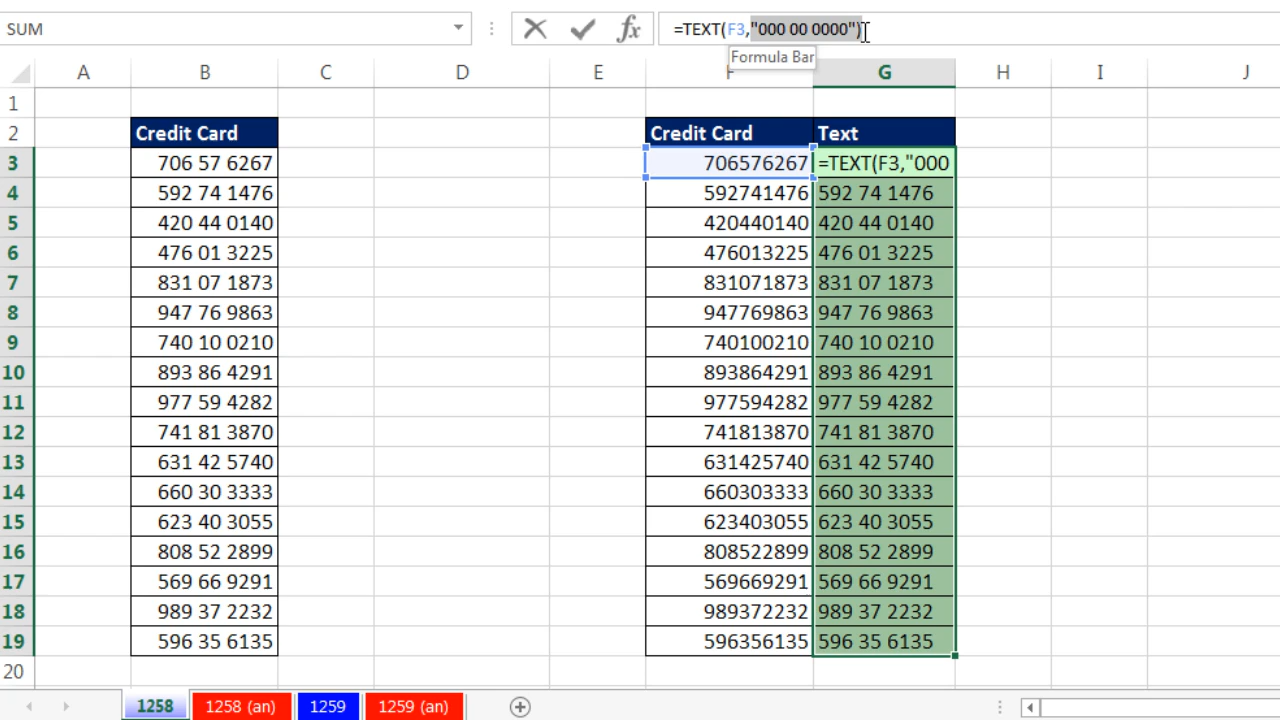 SUM fx =TEXT(F3,"000 00 0000")
Formula Bar
A B C D E F G H I J
1
2 Credit Card Credit Card Text
3 706 57 6267 706576267 =TEXT(F3,"000
4 592 74 1476 592741476 592 74 1476
5 420 44 0140 420440140 420 44 0140
6 476 01 3225 476013225 476 01 3225
7 831 07 1873 831071873 831 07 1873
8 947 76 9863 947769863 947 76 9863
9 740 10 0210 740100210 740 10 0210
10 893 86 4291 893864291 893 86 4291
11 977 59 4282 977594282 977 59 4282
12 741 81 3870 741813870 741 81 3870
13 631 42 5740 631425740 631 42 5740
14 660 30 3333 660303333 660 30 3333
15 623 40 3055 623403055 623 40 3055
16 808 52 2899 808522899 808 52 2899
17 569 66 9291 569669291 569 66 9291
18 989 37 2232 989372232 989 37 2232
19 596 35 6135 596356135 596 35 6135
20
1258 1258 (an) 1259 1259 (an)